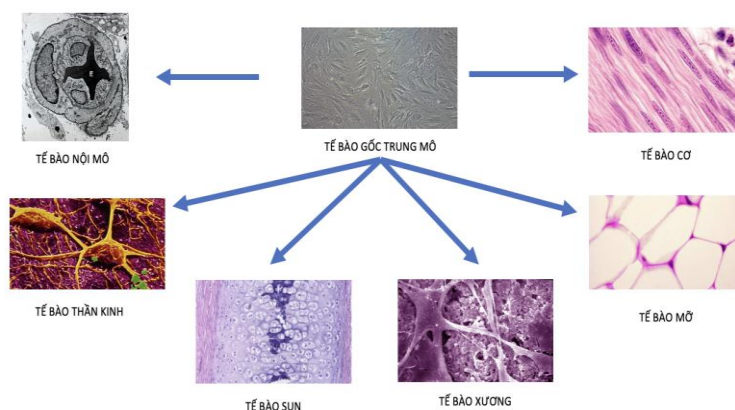 TẾ BÀO NỘI MÔ
TẾ BÀO GỐC TRUNG MÔ
TẾ BÀO CƠ
TẾ BÀO THẦN KINH
TẾ BÀO MỠ
TẾ BÀO SỤN
TẾ BÀO XƯƠNG